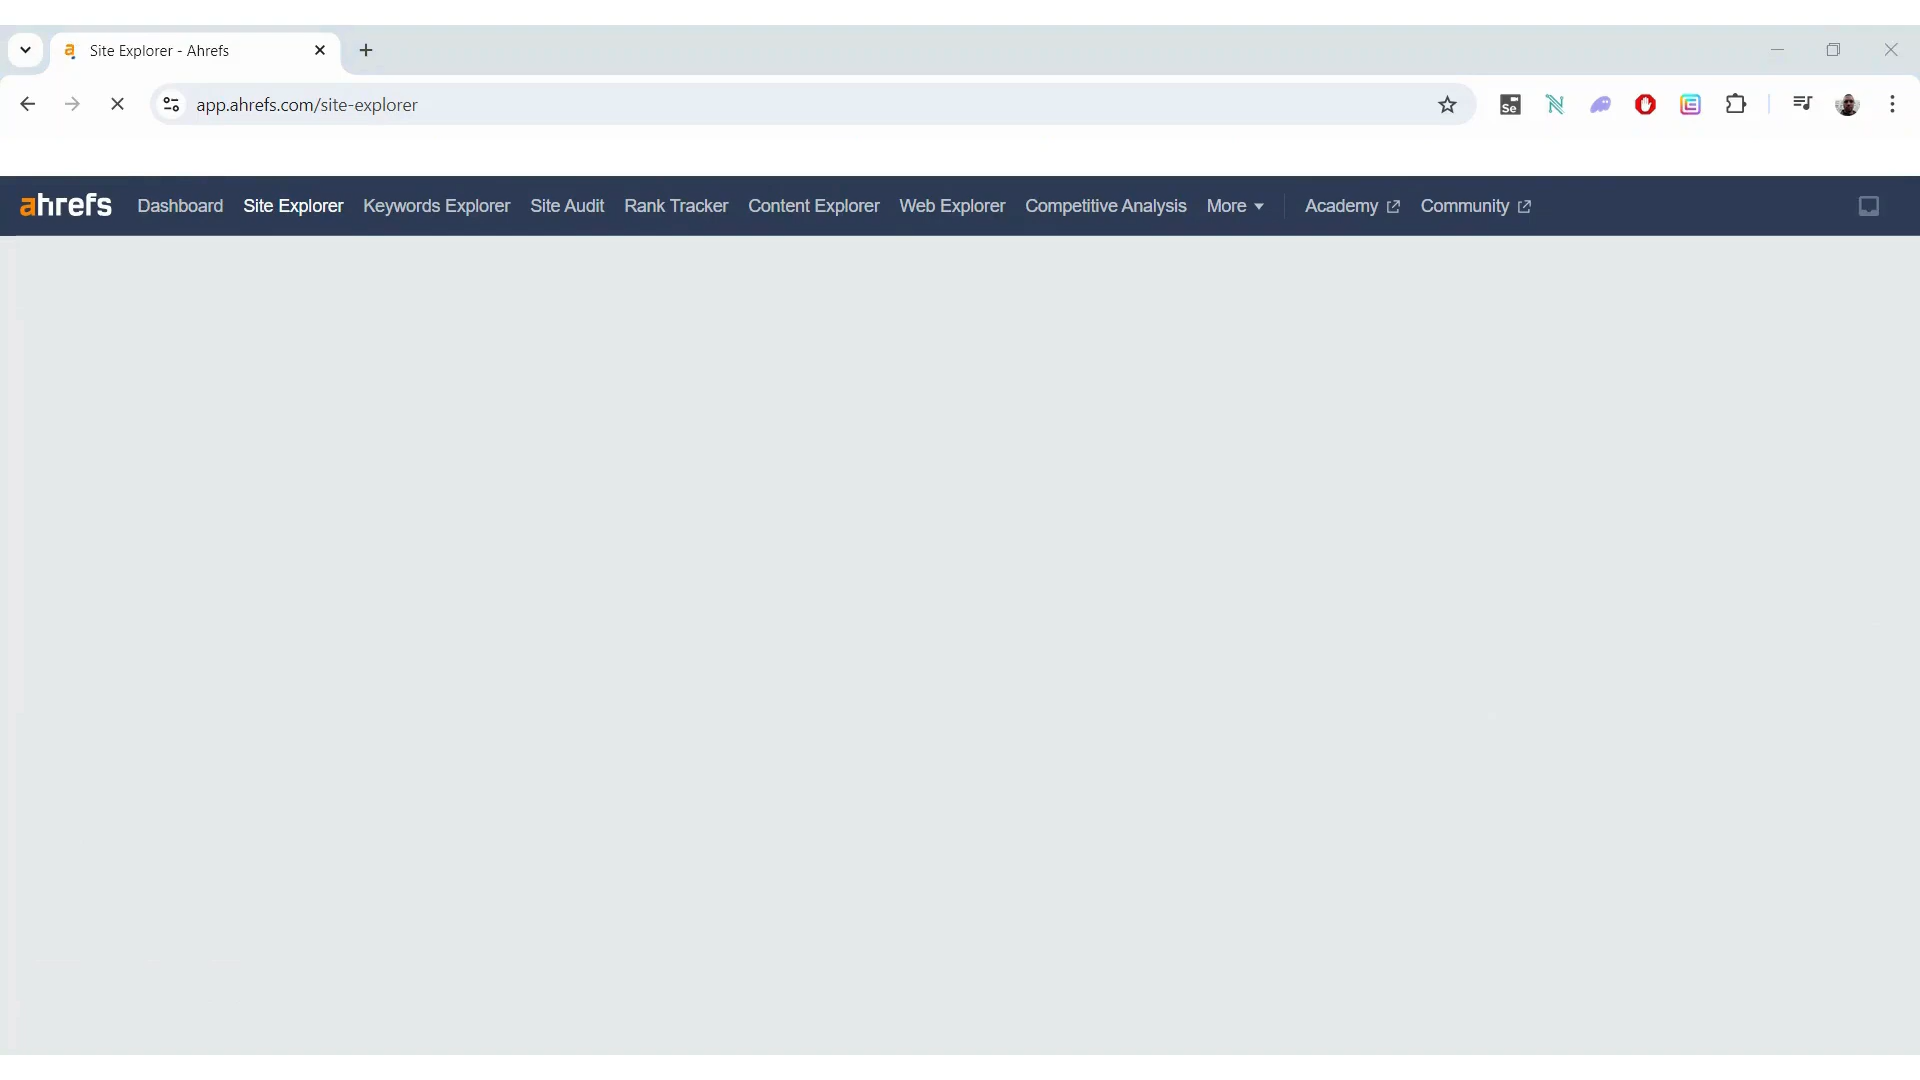 Site Explorer - Ahrefs
app.ahrefs.com/site-explorer
Se
ahrefs Dashboard Site Explorer Keywords Explorer Site Audit Rank Tracker Content Explorer Web Explorer Competitive Analysis More Academy Community